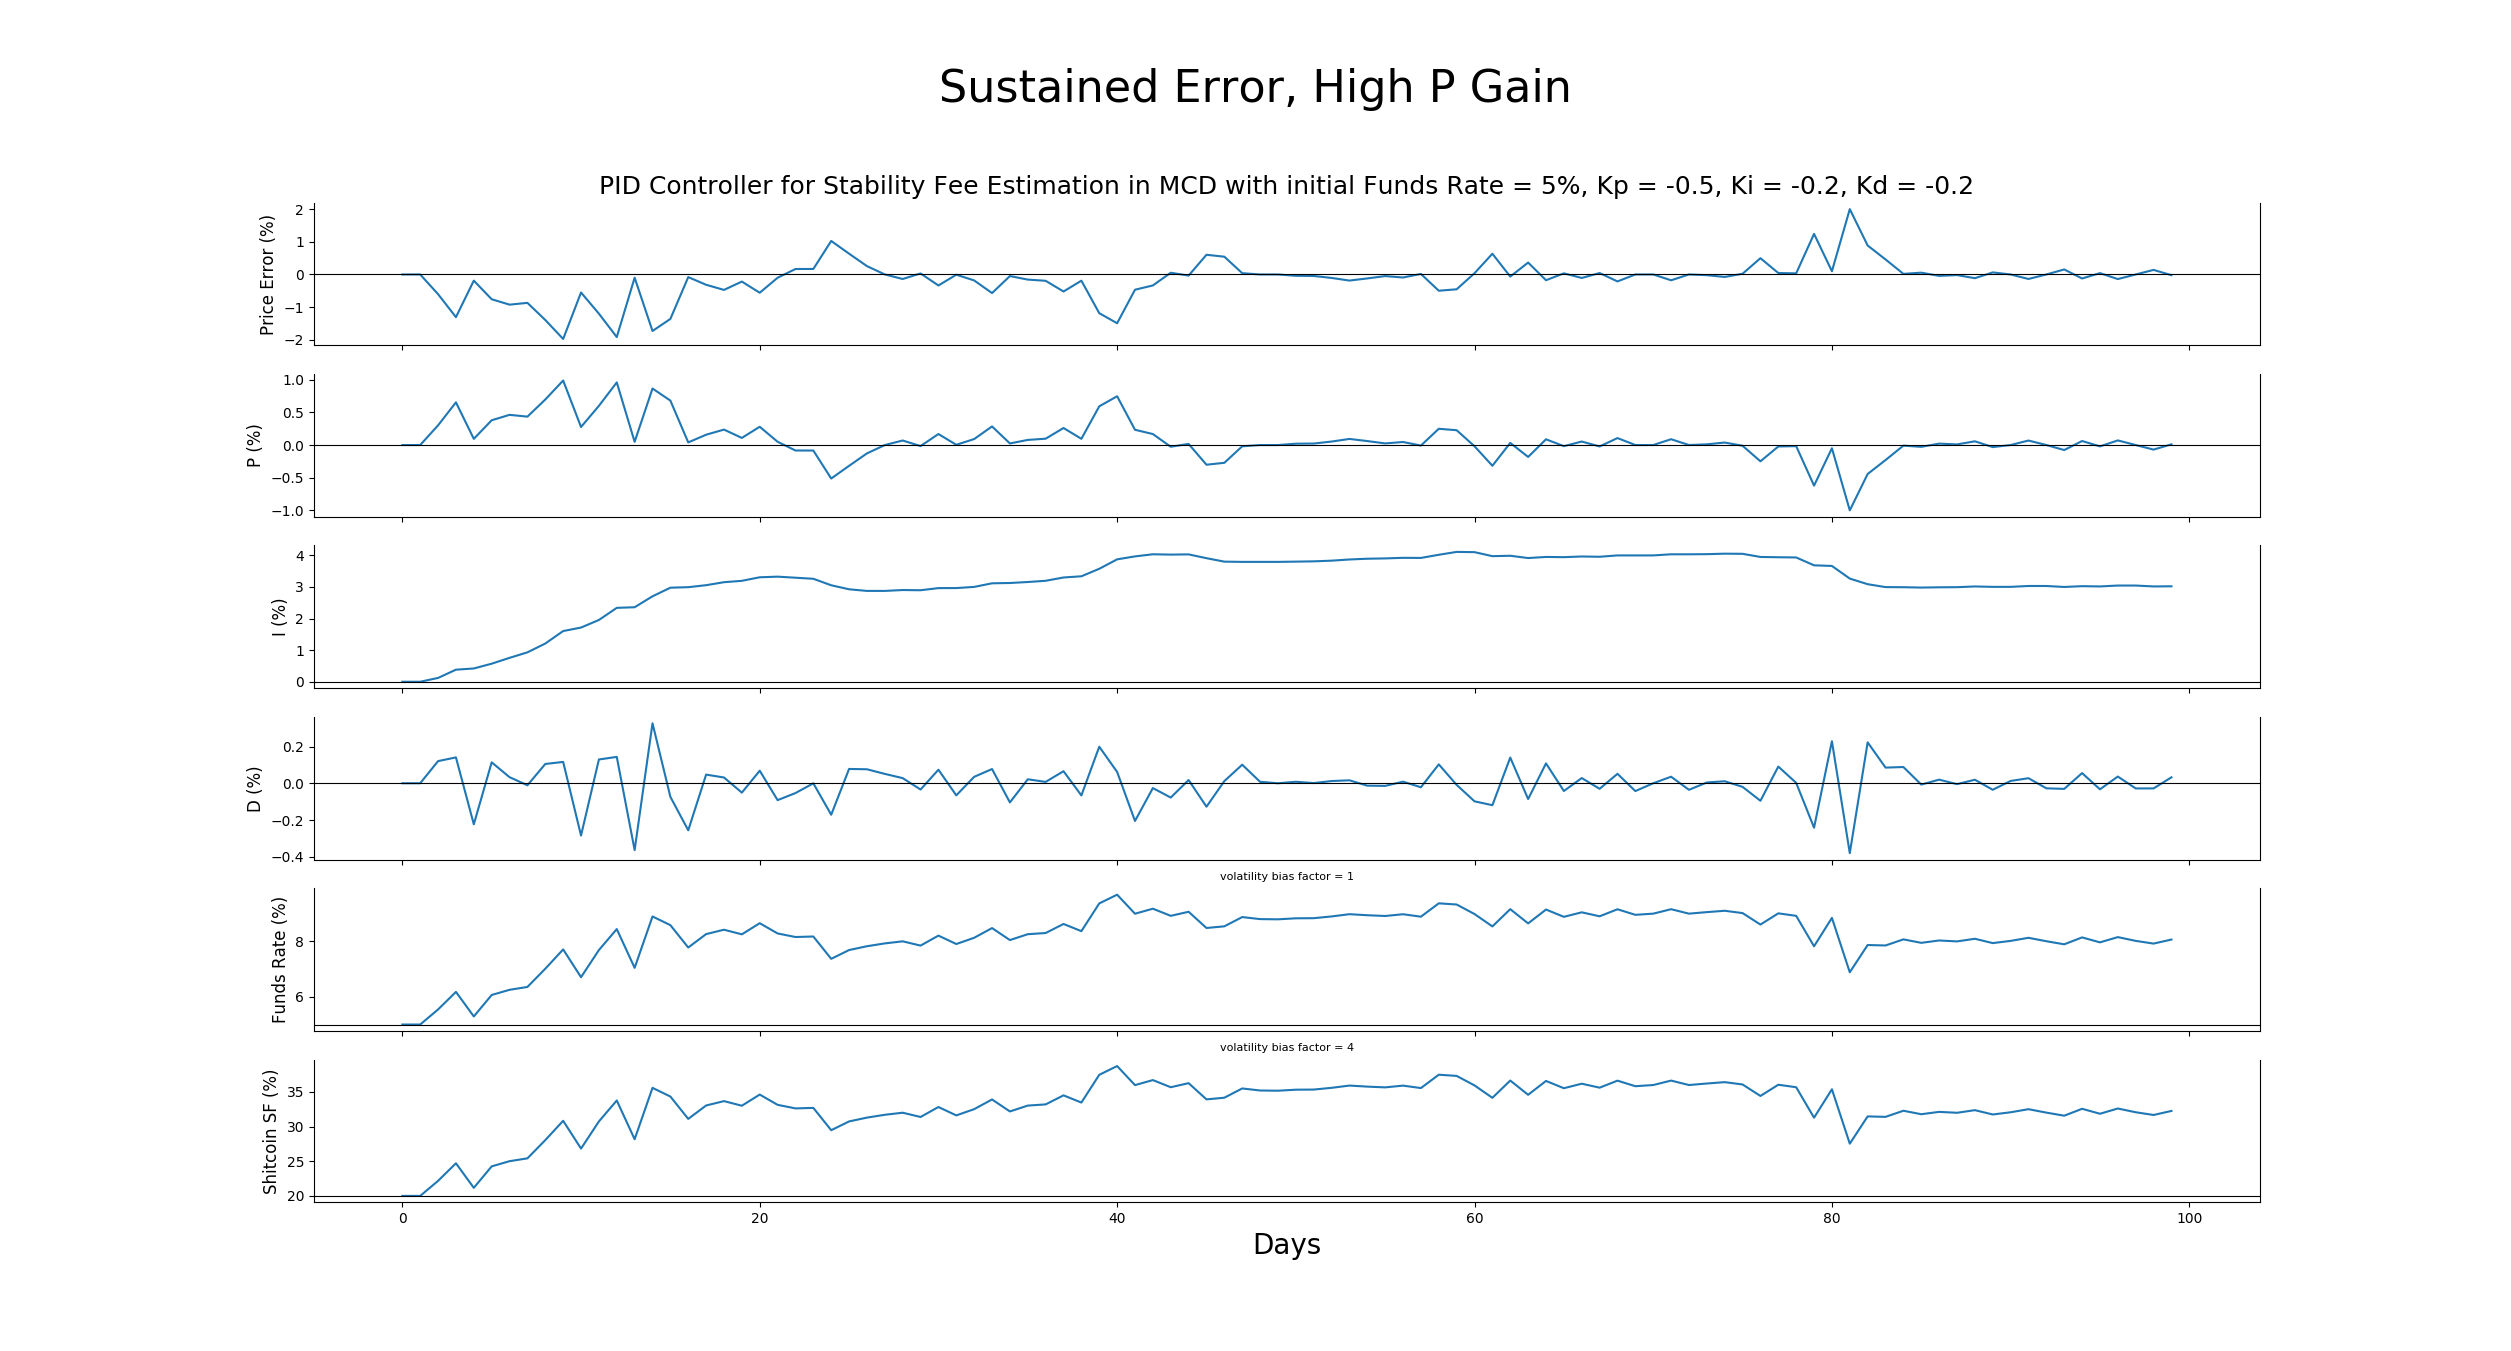 Sustained Error, High P Gain
PID Controller for Stability Fee Estimation in MCD with initial Funds Rate = 5%, Kp = -0.5, Ki = -0.2, Kd = -0.2
Price Error (%)
2
1
0
−1
−2
P (%)
1.0
0.5
0.0
−0.5
−1.0
I (%)
4
3
2
1
0
D (%)
0.2
0.0
−0.2
−0.4
volatility bias factor = 1
Funds Rate (%)
8
6
volatility bias factor = 4
Shitcoin SF (%)
35
30
25
20
0 20 40 60 80 100
Days